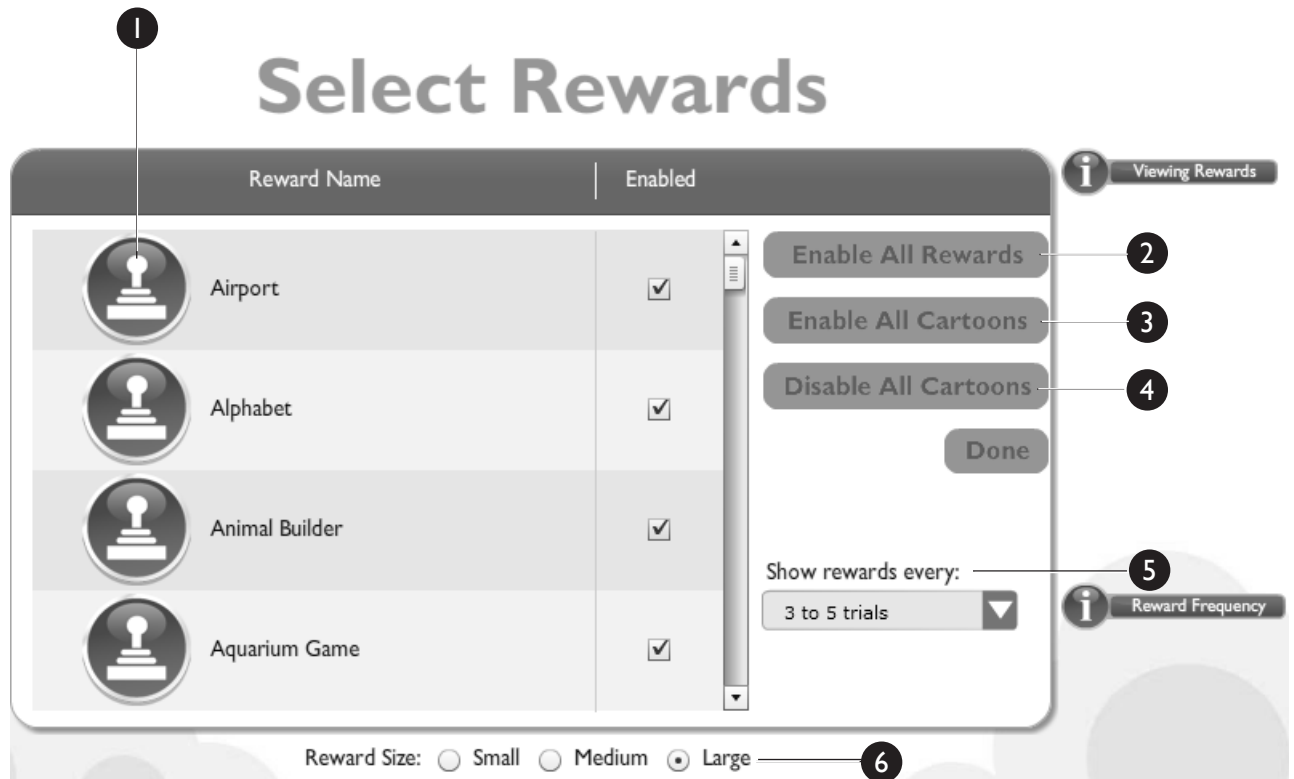 1
Select Rewards
Reward Name Enabled
Viewing Rewards
Airport
Alphabet
Animal Builder
Aquarium Game
Enable All Rewards 2
Enable All Cartoons 3
Disable All Cartoons 4
Done
Show rewards every: 5
3 to 5 trials
Reward Frequency
Reward Size: Small Medium Large 6